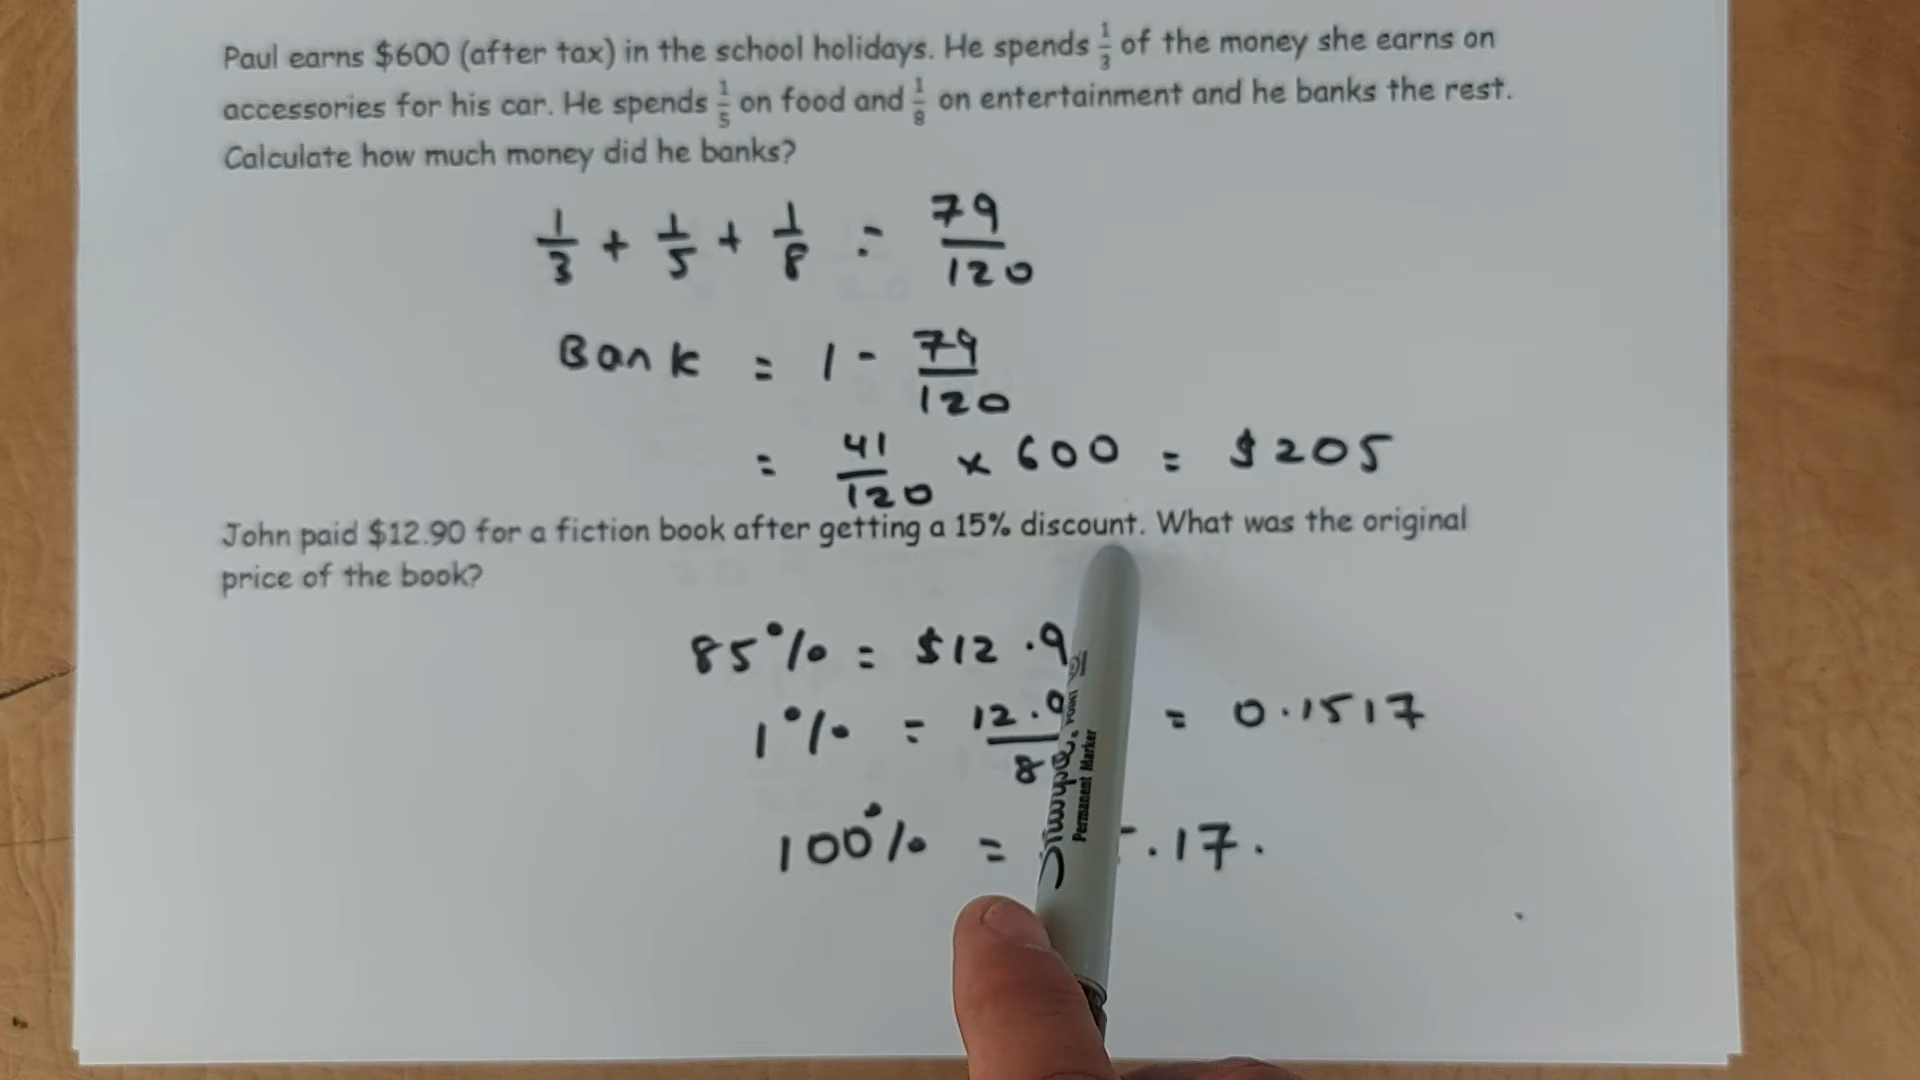 Paul earns $600 (after tax) in the school holidays. He spends 1/3 of the money she earns on
accessories for his car. He spends 1/5 on food and 1/8 on entertainment and he banks the rest.
Calculate how much money did he banks?
1/3 + 1/5 + 1/8 = 79/120
Bank = 1 - 79/120
= 41/120 × 600 = $205
John paid $12.90 for a fiction book after getting a 15% discount. What was the original
price of the book?
85% = $12.9
1% = 12.9/8 = 0.1517
100% = .17.
Sharpie.
Permanent Marker